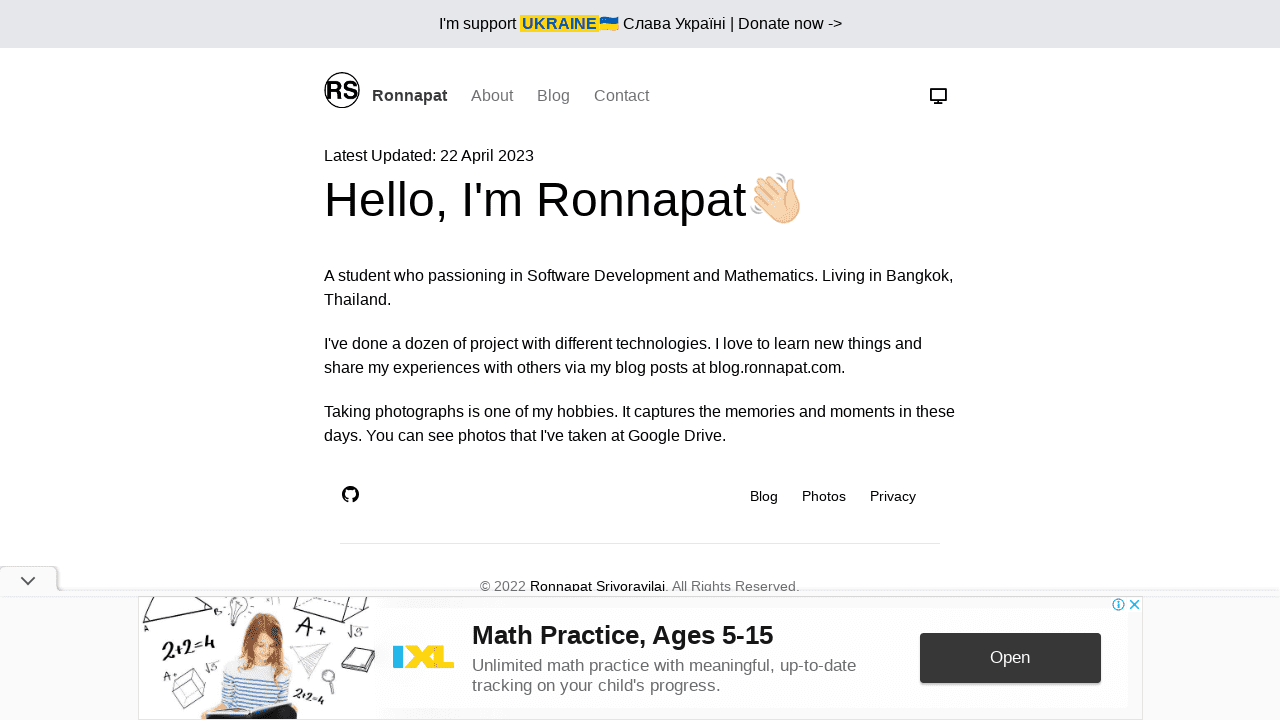 I'm support UKRAINE🇺🇦 Слава Україні | Donate now ->
RS
Ronnapat About Blog Contact
Latest Updated: 22 April 2023
Hello, I'm Ronnapat👋🏻
A student who passioning in Software Development and Mathematics. Living in Bangkok,
Thailand.
I've done a dozen of project with different technologies. I love to learn new things and
share my experiences with others via my blog posts at blog.ronnapat.com.
Taking photographs is one of my hobbies. It captures the memories and moments in these
days. You can see photos that I've taken at Google Drive.
Blog Photos Privacy
© 2022 Ronnapat Srivoravilai. All Rights Reserved.
2+2=4
A+
√5
A+
√5
2+2=4
IXL
Math Practice, Ages 5-15
Unlimited math practice with meaningful, up-to-date
tracking on your child's progress.
Open